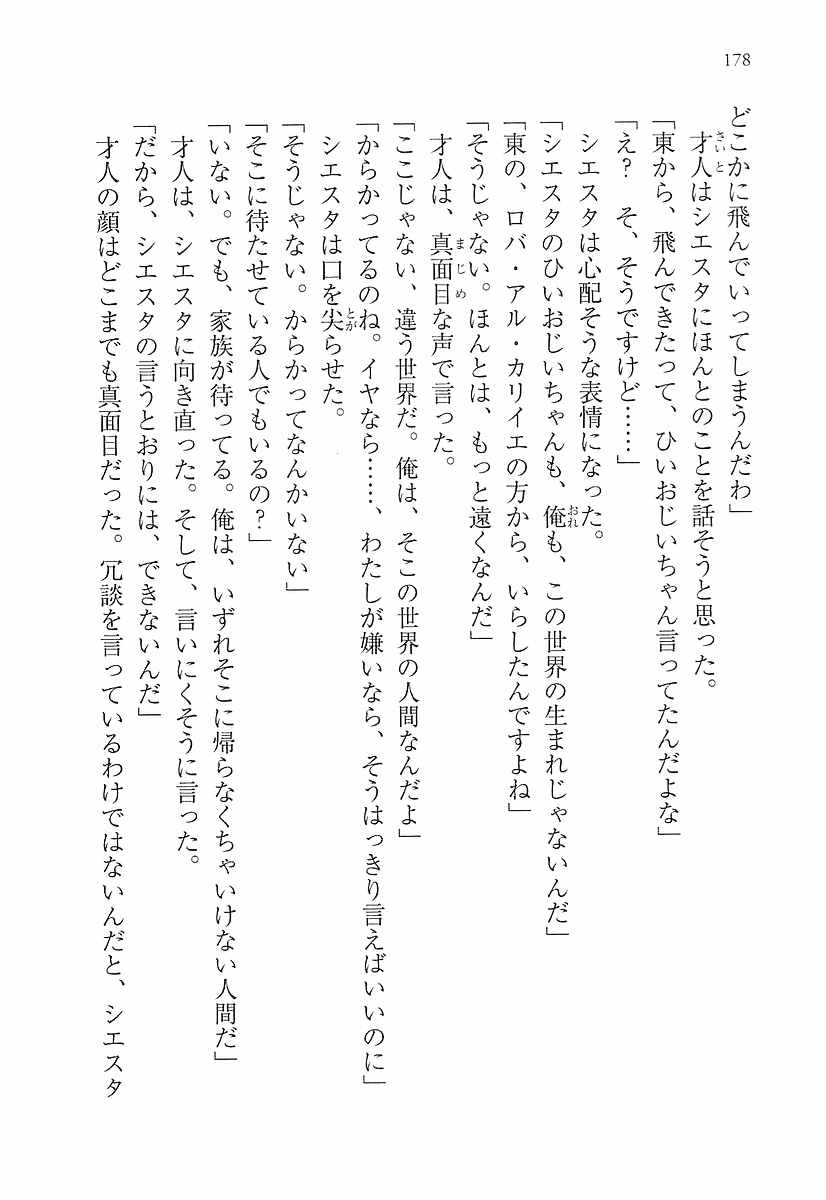 178
どこかに飛んでいってしまうんだわ」
才人はシエスタにほんとのことを話そうと思った。
「東から、飛んできたって、ひいおじいちゃん言ってたんだよな」
「え?　そ、そうですけど……」
シエスタは心配そうな表情になった。
「シエスタのひいおじいちゃんも、俺も、この世界の生まれじゃないんだ」
「東の、ロバ・アル・カリイエの方から、いらしたんですよね」
「そうじゃない。ほんとは、もっと遠くなんだ」
才人は、真面目な声で言った。
「ここじゃない、違う世界だ。俺は、そこの世界の人間なんだよ」
「からかってるのね。イヤなら……、わたしが嫌いなら、そうはっきり言えばいいのに」
シエスタは口を尖らせた。
「そうじゃない。からかってなんかいない」
「そこに待たせている人でもいるの?」
「いない。でも、家族が待ってる。俺は、いずれそこに帰らなくちゃいけない人間だ」
才人は、シエスタに向き直った。そして、言いにくそうに言った。
「だから、シエスタの言うとおりには、できないんだ」
才人の顔はどこまでも真面目だった。冗談を言っているわけではないんだと、シエスタ